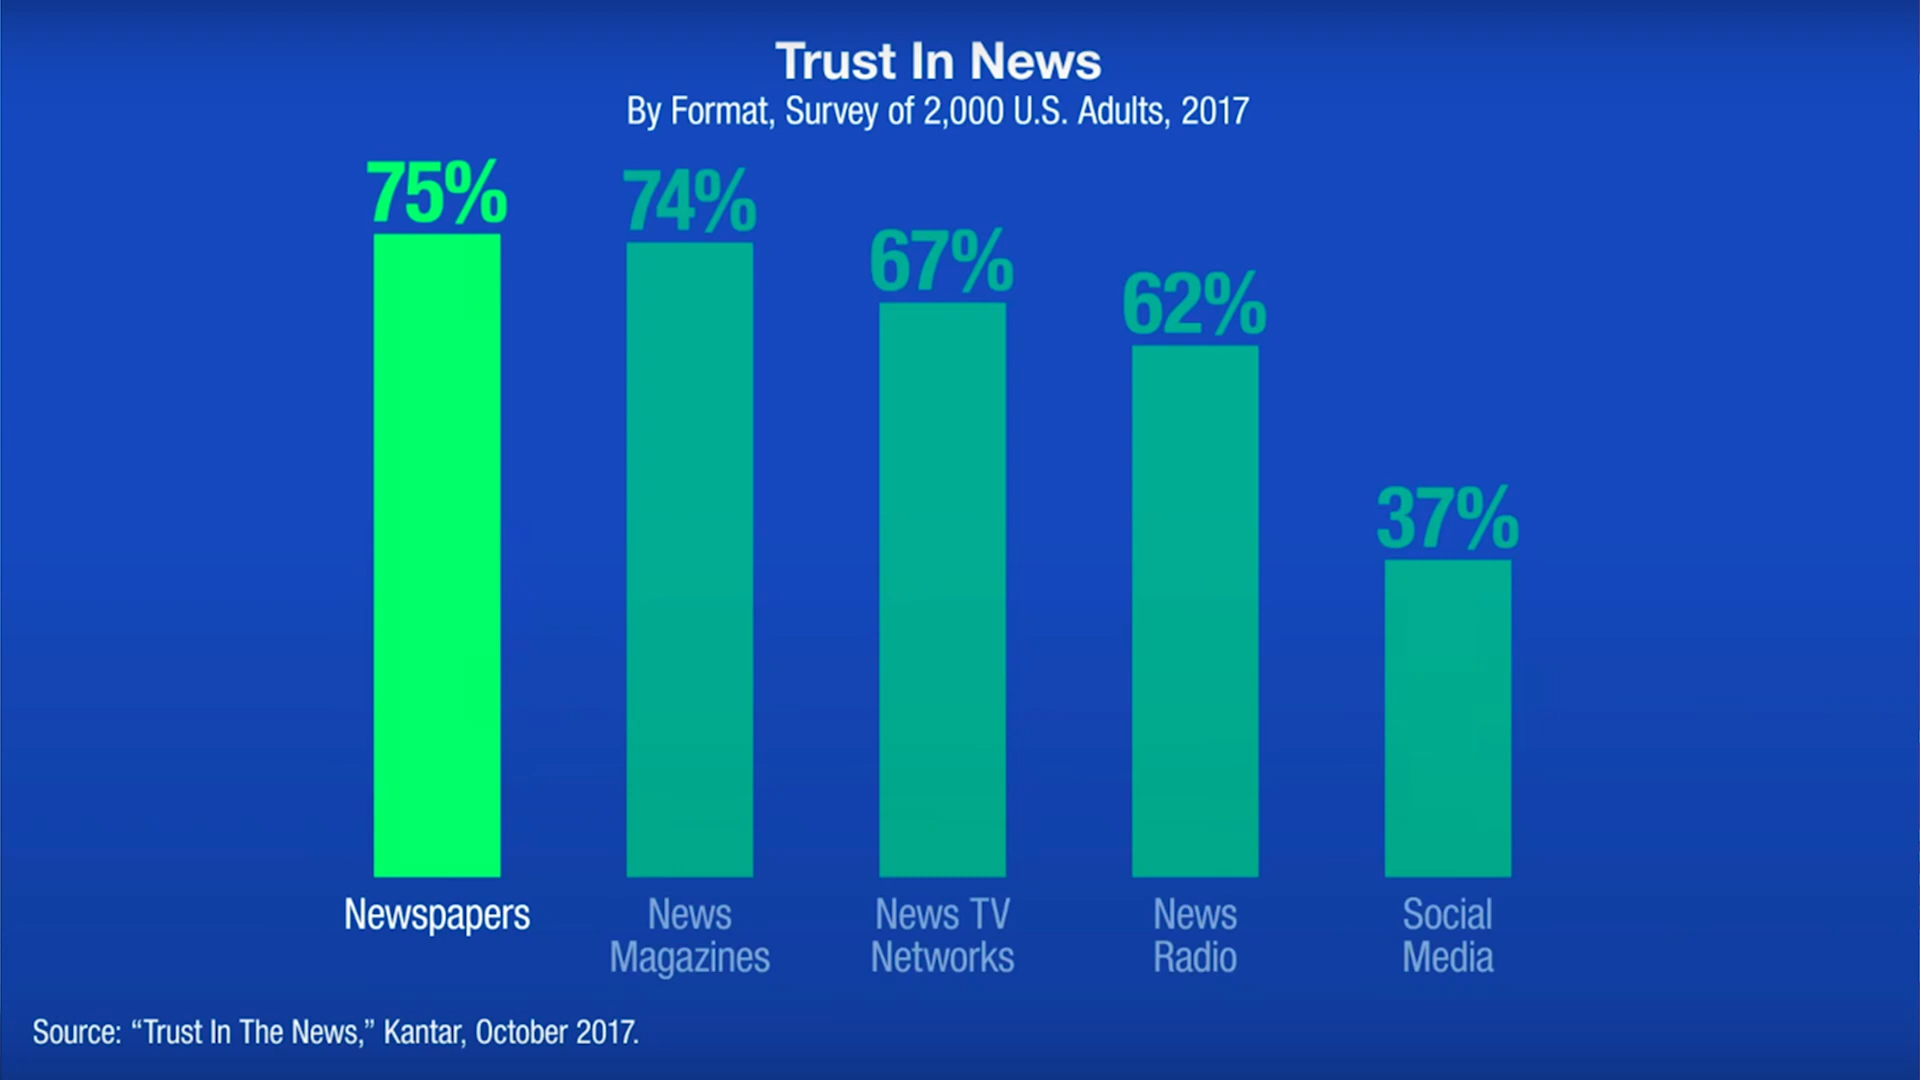 Trust In News
By Format, Survey of 2,000 U.S. Adults, 2017
75%
74%
67%
62%
37%
Newspapers
News
Magazines
News TV
Networks
News
Radio
Social
Media
Source: “Trust In The News,” Kantar, October 2017.